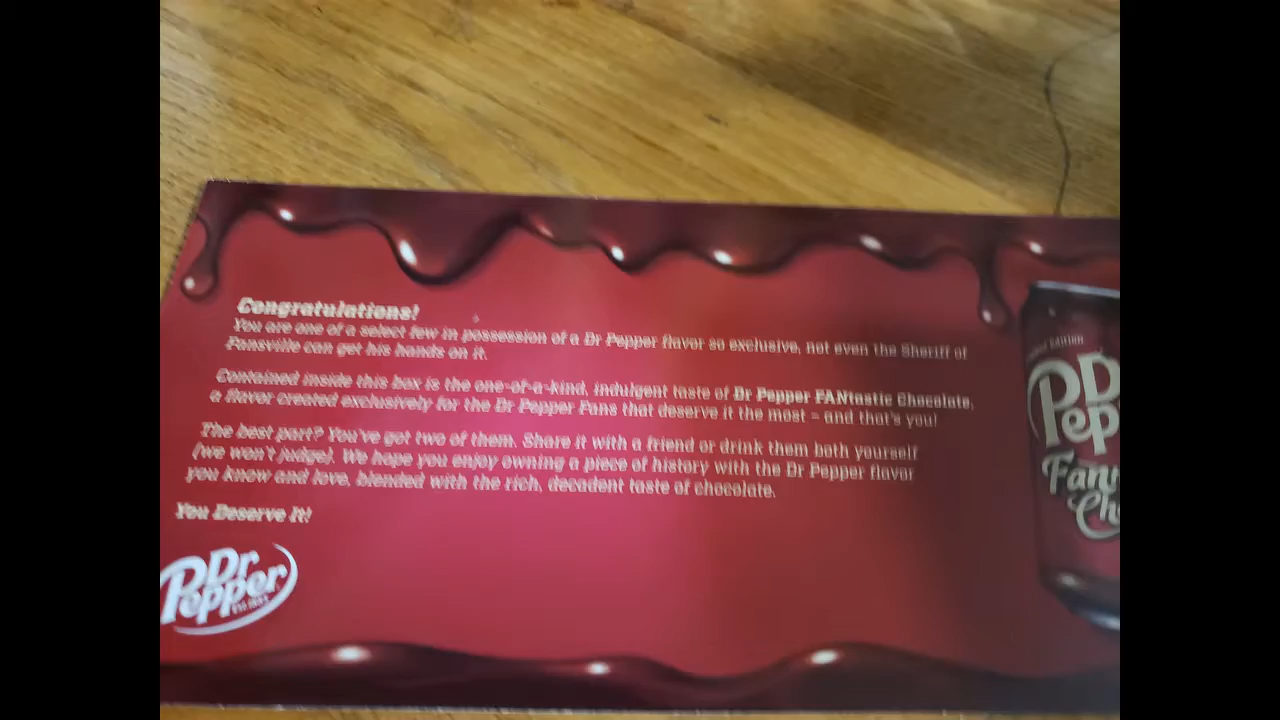 Congratulations!
You are one of a select few in possession of a Dr Pepper flavor so exclusive, not even the Sheriff of
Fansville can get his hands on it.
Contained inside this box is the one-of-a-kind, indulgent taste of Dr Pepper FANtastic Chocolate,
a flavor created exclusively for the Dr Pepper Fans that deserve it the most – and that's you!
The best part? You've got two of them. Share it with a friend or drink them both yourself
(we won't judge). We hope you enjoy owning a piece of history with the Dr Pepper flavor
you know and love, blended with the rich, decadent taste of chocolate.
You Deserve It!
Dr
Pepper
Edition
D
Pep
Fan
Ch